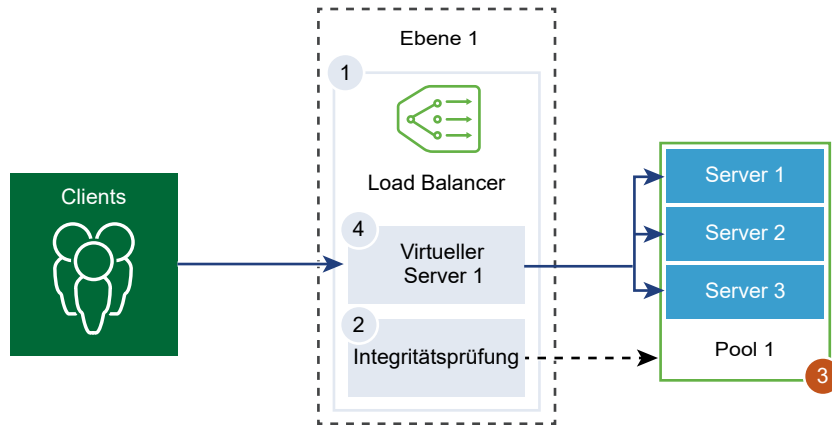 Ebene 1
1
Load Balancer
Clients
4
Virtueller
Server 1
2
Integritätsprüfung
Server 1
Server 2
Server 3
Pool 1
3